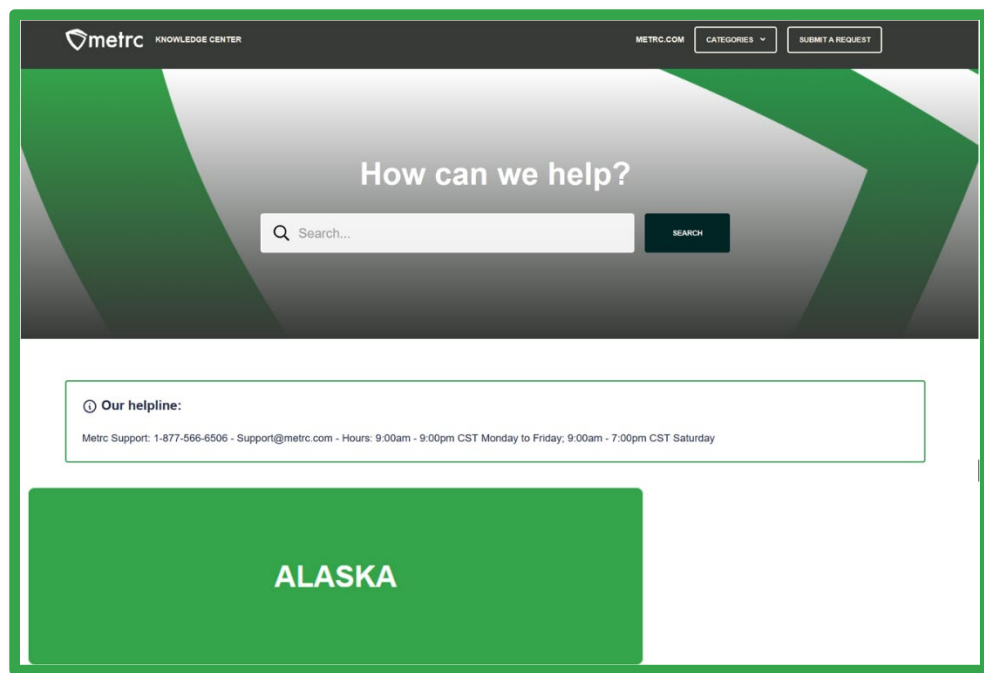 metrc KNOWLEDGE CENTER METRC.COM CATEGORIES SUBMIT A REQUEST
How can we help?
Search... SEARCH
Our helpline:
Metrc Support: 1-877-566-6506 - Support@metrc.com - Hours: 9:00am - 9:00pm CST Monday to Friday; 9:00am - 7:00pm CST Saturday
ALASKA